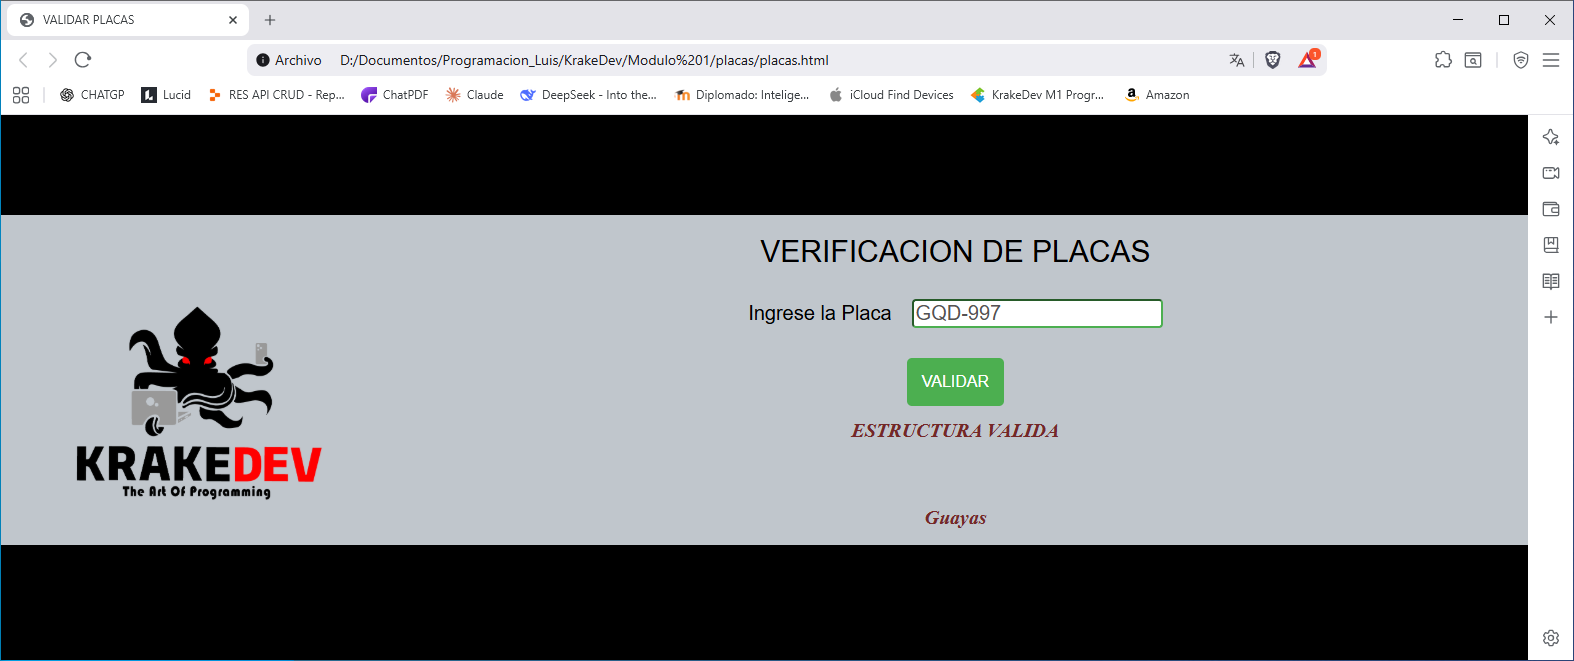 VALIDAR PLACAS
Archivo D:/Documentos/Programacion_Luis/KrakeDev/Modulo%201/placas/placas.html
1
CHATGP Lucid RES API CRUD - Rep... ChatPDF Claude DeepSeek - Into the... Diplomado: Intelige... iCloud Find Devices KrakeDev M1 Progr... Amazon
VERIFICACION DE PLACAS
Ingrese la Placa GQD-997
VALIDAR
ESTRUCTURA VALIDA
KRAKEDEV
The Art Of Programming
Guayas